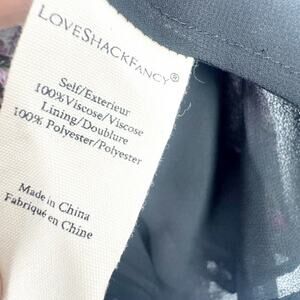 LOVESHACKFANCY®
Self/Exterieur
100%Viscose/Viscose
Lining/Doublure
100% Polyester/Polyester
Made in China
Fabriqué en Chine